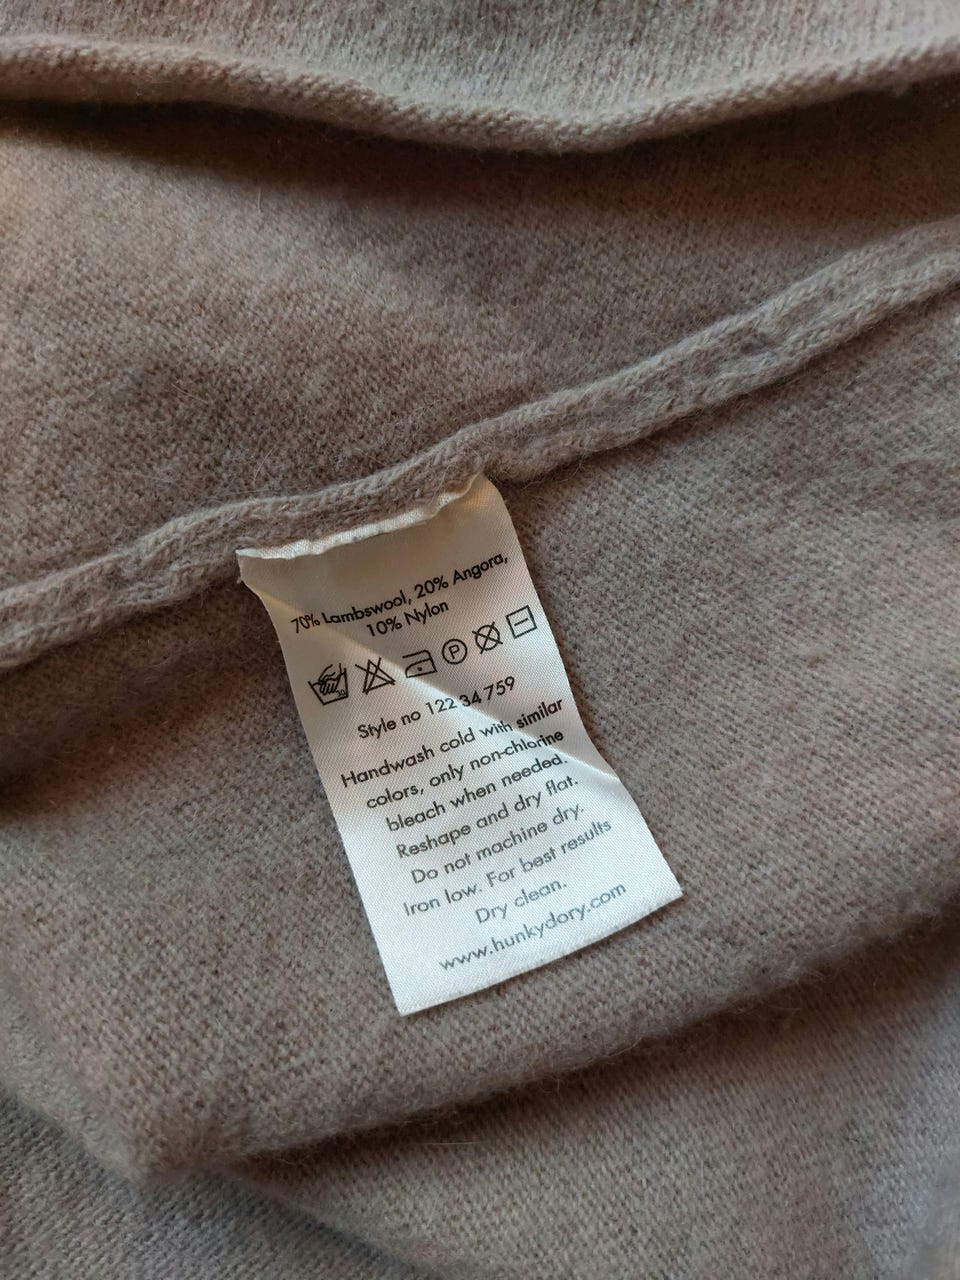 70% Lambswool, 20% Angora,
10% Nylon
30 P
Style no 122 34 759
Handwash cold with similar
colors, only non-chlorine
bleach when needed.
Reshape and dry flat.
Do not machine dry.
Iron low. For best results
Dry clean.
www.hunkydory.com